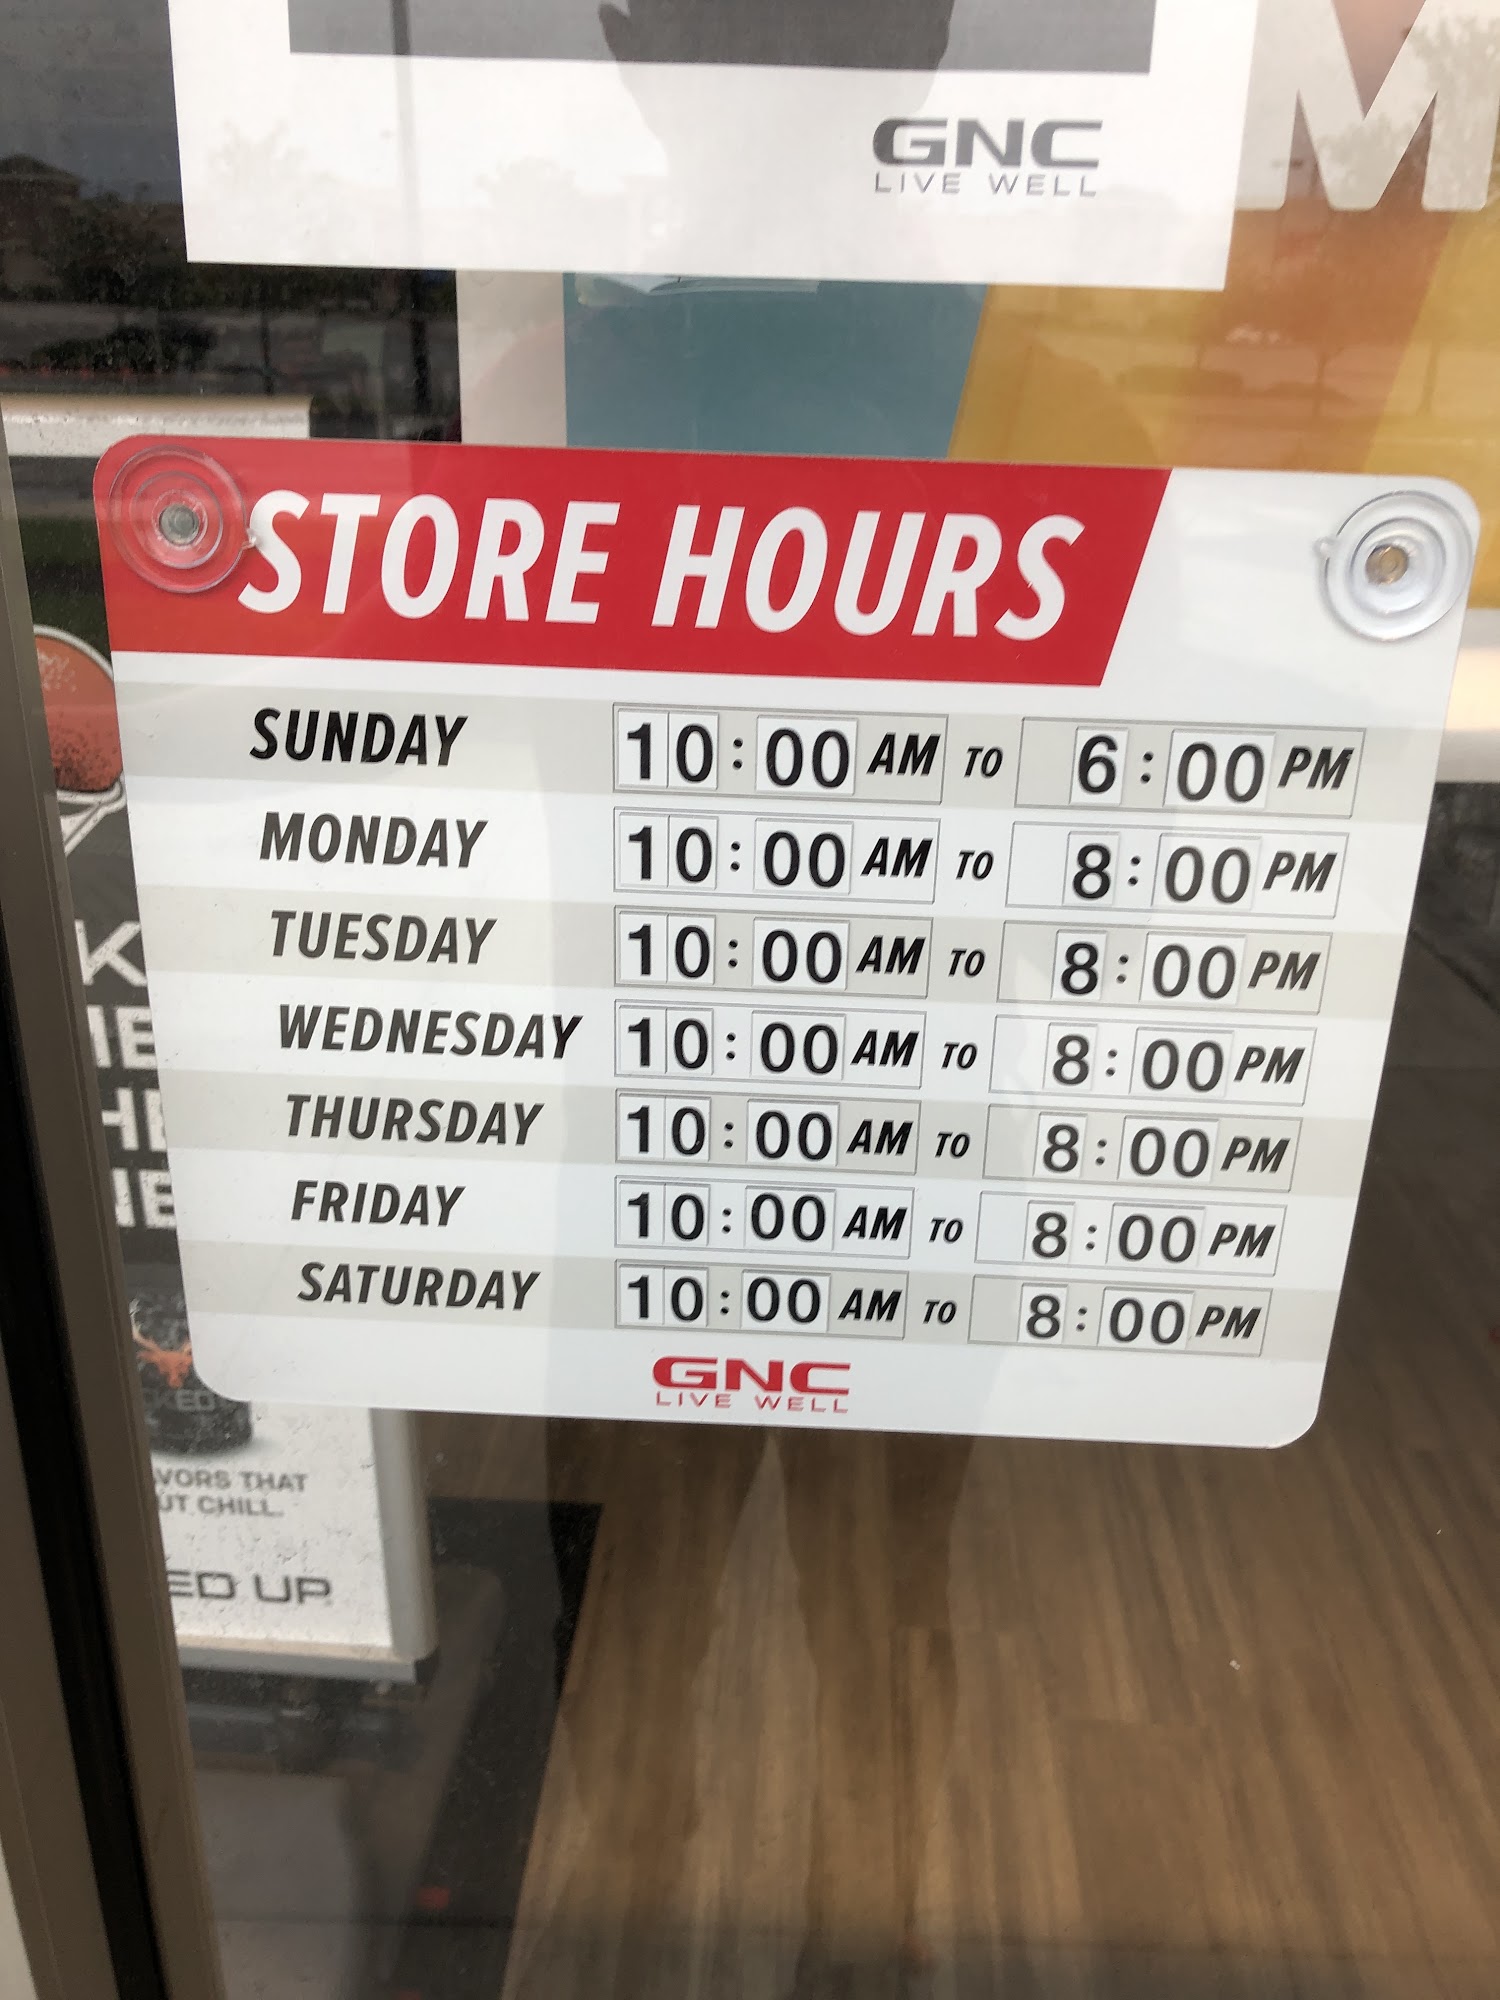 M
GNC
LIVE WELL
STORE HOURS
SUNDAY 10:00 AM TO 6:00 PM
MONDAY 10:00 AM TO 8:00 PM
TUESDAY 10:00 AM TO 8:00 PM
WEDNESDAY 10:00 AM TO 8:00 PM
THURSDAY 10:00 AM TO 8:00 PM
FRIDAY 10:00 AM TO 8:00 PM
SATURDAY 10:00 AM TO 8:00 PM
GNC
LIVE WELL
VORS THAT
UT CHILL.
ED UP